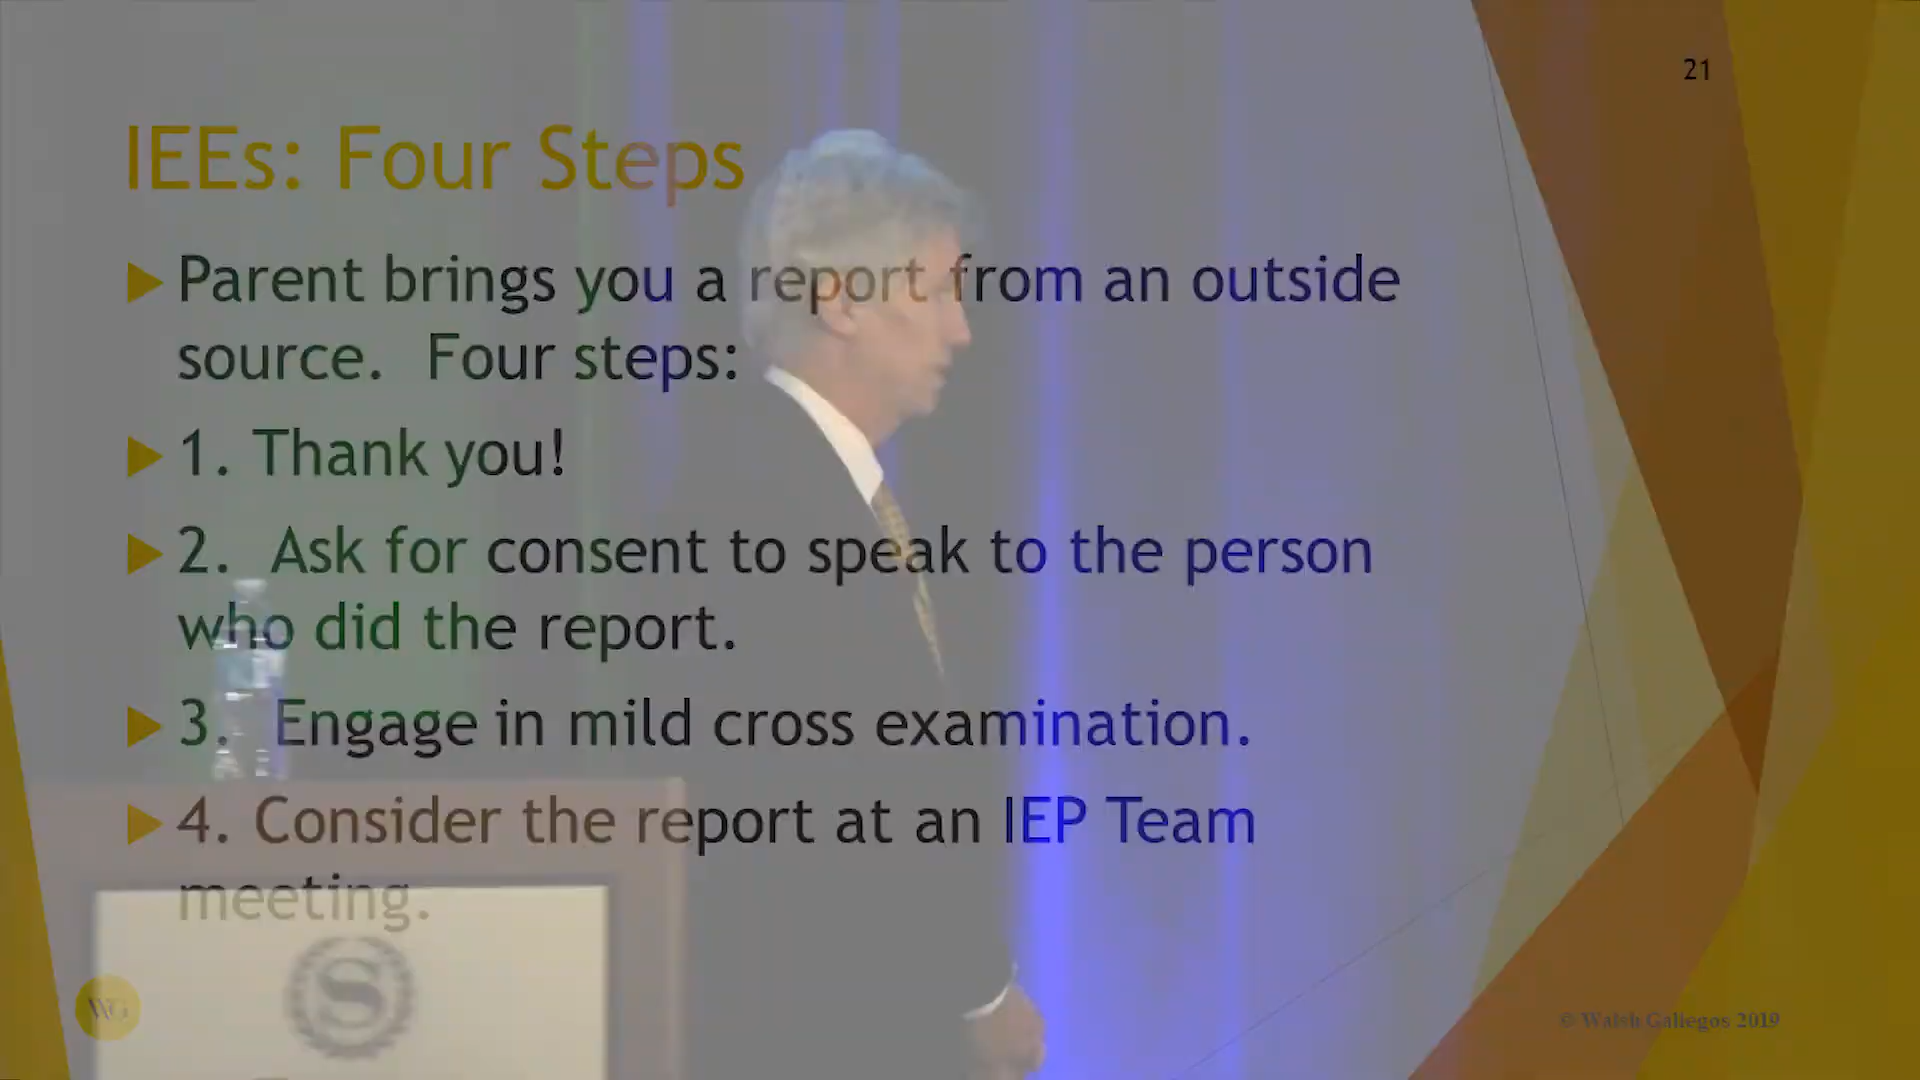 21
IEEs: Four Steps
Parent brings you a report from an outside
source. Four steps:
1. Thank you!
2. Ask for consent to speak to the person
who did the report.
3. Engage in mild cross examination.
4. Consider the report at an IEP Team
meeting.
S
WG
© Walsh Gallegos 2019